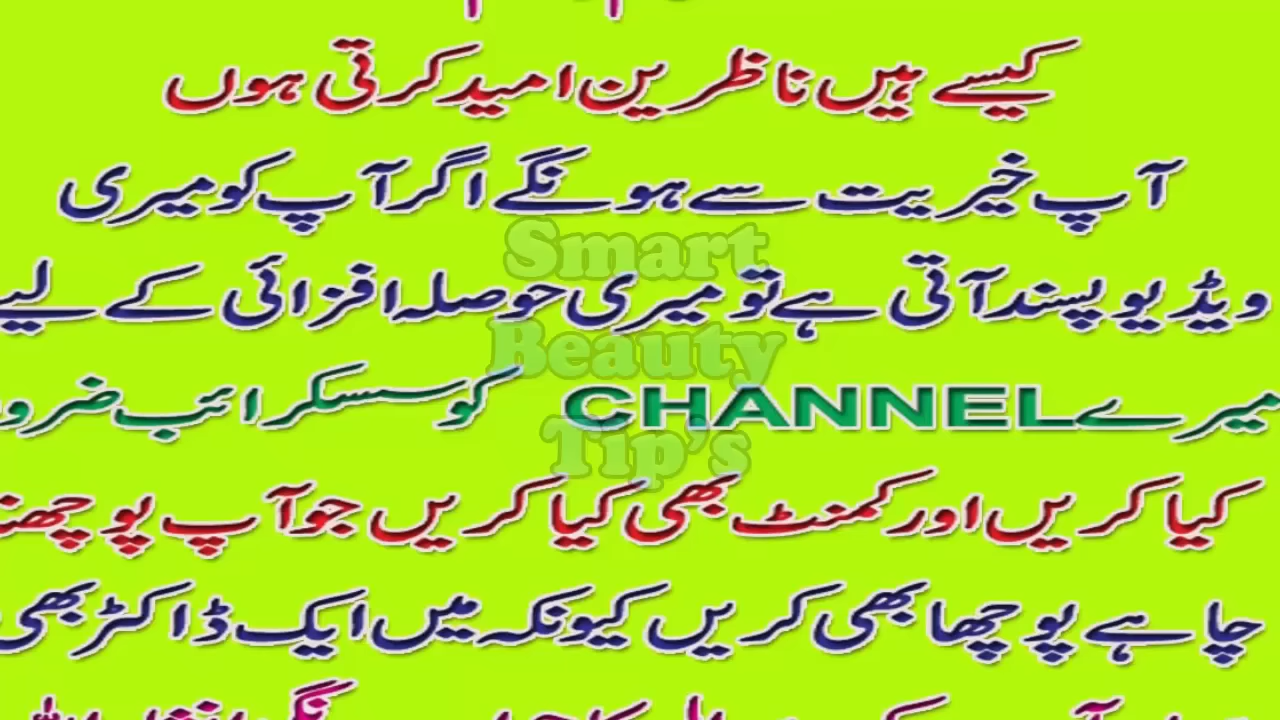 کیسے ہیں ناظرین امید کرتی ہوں
آپ خیریت سے ہونگے اگر آپ کو میری
ویڈیو پسند آتی ہے تو میری حوصلہ افزائی کے لیے
میرے CHANNEL کو سسکرائب ضرو
کیا کریں اور کمنٹ بھی کیا کریں جو آپ پوچھنا
چاہے پوچھا بھی کریں کیونکہ میں ایک ڈاکٹر بھی
Smart
Beauty
Tip's